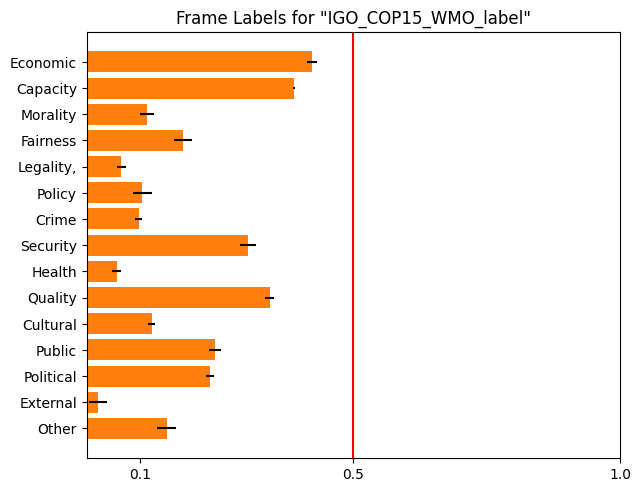 Frame Labels for "IGO_COP15_WMO_label"
Economic
Capacity
Morality
Fairness
Legality,
Policy
Crime
Security
Health
Quality
Cultural
Public
Political
External
Other
0.1 0.5 1.0